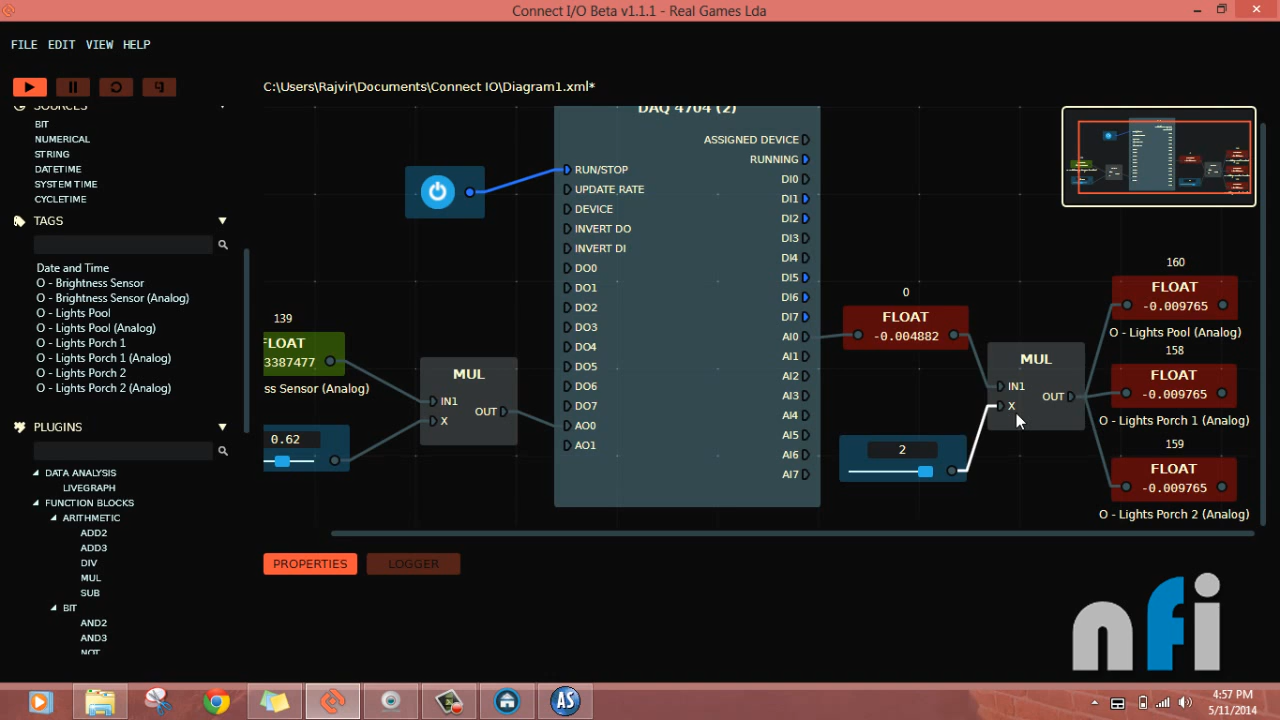 Connect I/O Beta v1.1.1 - Real Games Lda
FILE EDIT VIEW HELP
C:\Users\Rajvir\Documents\Connect IO\Diagram1.xml*
SOURCES
BIT
NUMERICAL
STRING
DATETIME
SYSTEM TIME
CYCLETIME
TAGS
Date and Time
O - Brightness Sensor
O - Brightness Sensor (Analog)
O - Lights Pool
O - Lights Pool (Analog)
O - Lights Porch 1
O - Lights Porch 1 (Analog)
O - Lights Porch 2
O - Lights Porch 2 (Analog)
PLUGINS
DATA ANALYSIS
LIVEGRAPH
FUNCTION BLOCKS
ARITHMETIC
ADD2
ADD3
DIV
MUL
SUB
BIT
AND2
AND3
NOT
139
FLOAT
3387477
ss Sensor (Analog)
0.62
MUL
IN1
X
OUT
DAQ 4704 (2)
ASSIGNED DEVICE
RUNNING
RUN/STOP
DI0
UPDATE RATE
DI1
DEVICE
DI2
INVERT DO
DI3
INVERT DI
DI4
DO0
DI5
DO1
DI6
DO2
DI7
DO3
AI0
DO4
AI1
DO5
AI2
DO6
AI3
DO7
AI4
AO0
AI5
AO1
AI6
AI7
0
FLOAT
-0.004882
2
MUL
IN1
X
OUT
160
FLOAT
-0.009765
O - Lights Pool (Analog)
158
FLOAT
-0.009765
O - Lights Porch 1 (Analog)
159
FLOAT
-0.009765
O - Lights Porch 2 (Analog)
PROPERTIES
LOGGER
nfi
AS
4:57 PM
5/11/2014